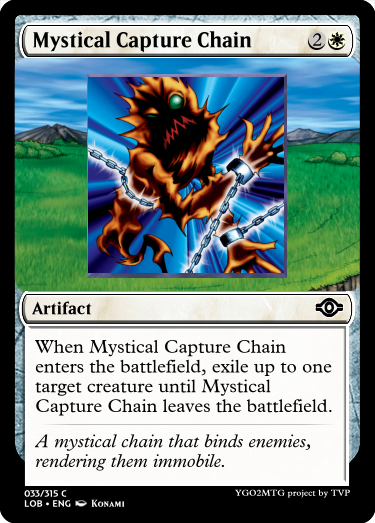 Mystical Capture Chain 2
Artifact
When Mystical Capture Chain
enters the battlefield, exile up to one
target creature until Mystical
Capture Chain leaves the battlefield.
A mystical chain that binds enemies,
rendering them immobile.
033/315 C
LOB • ENG KONAMI YGO2MTG project by TVP